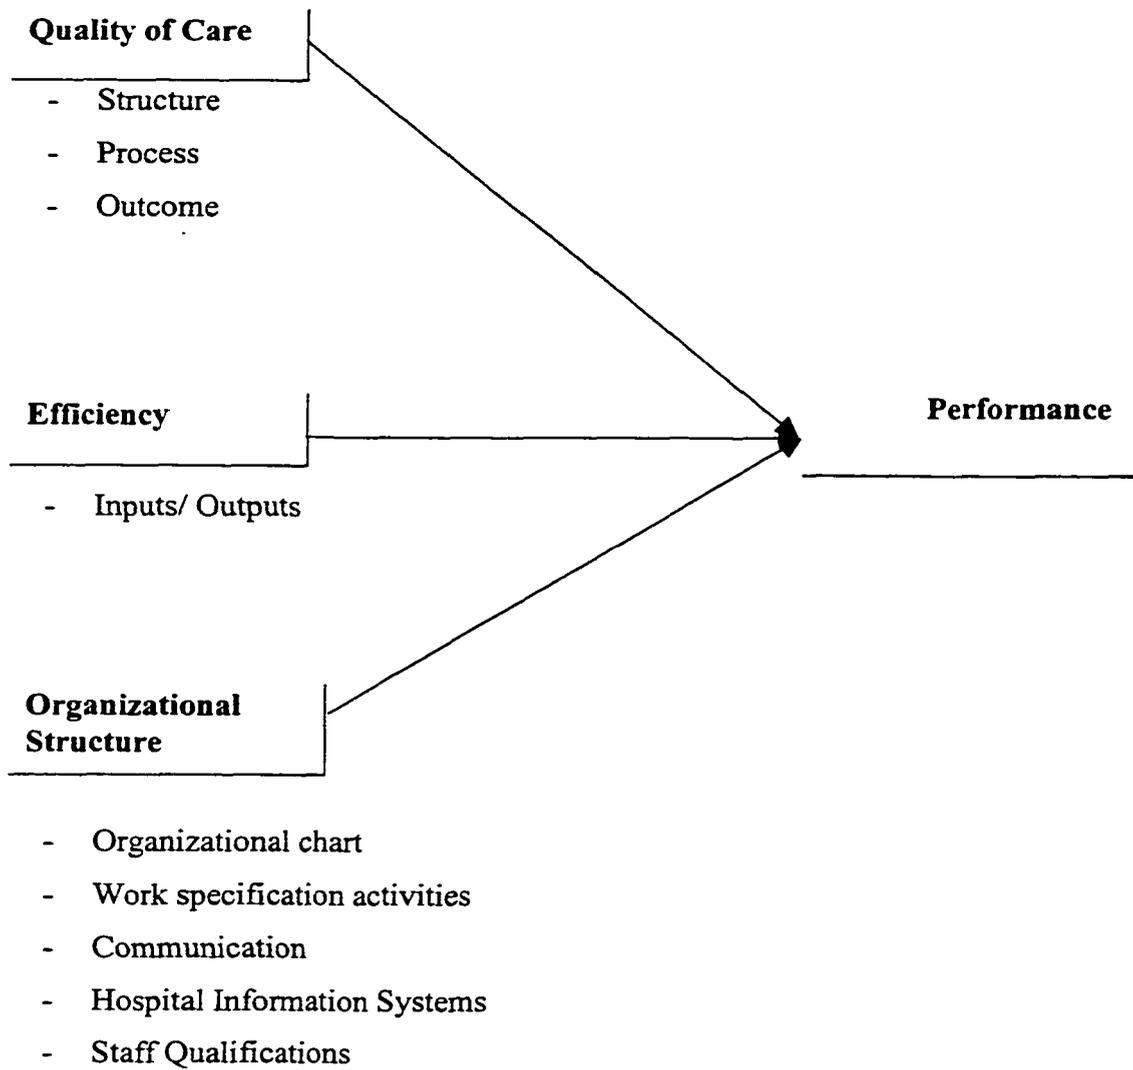 Quality of Care
- Structure
- Process
- Outcome
Efficiency
- Inputs/ Outputs
Performance
Organizational
Structure
- Organizational chart
- Work specification activities
- Communication
- Hospital Information Systems
- Staff Qualifications